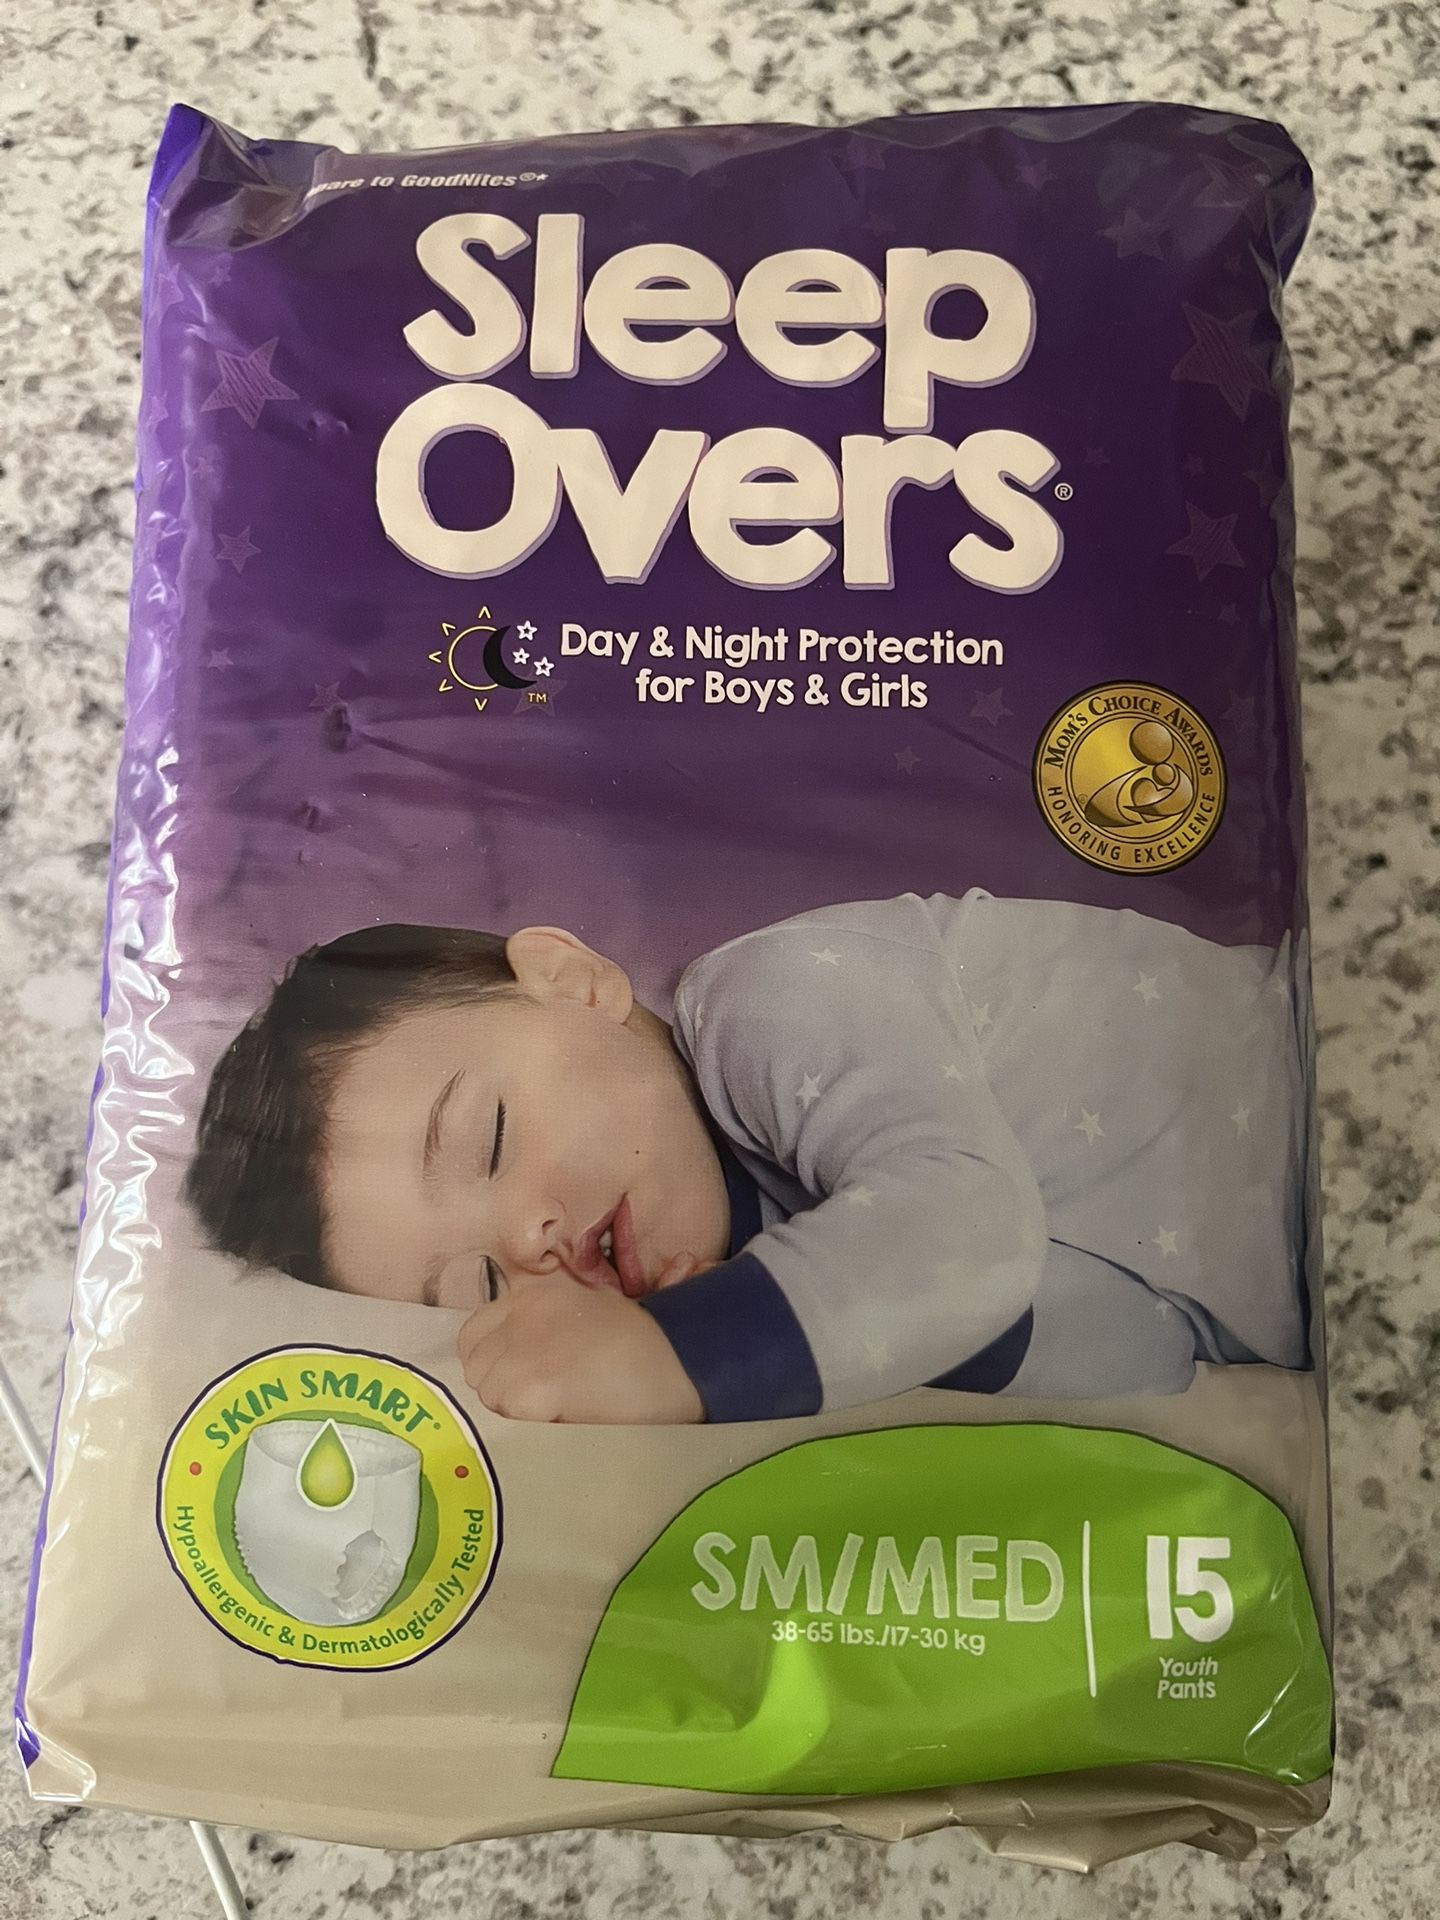 to GoodNites®*
Sleep
Overs®
™
Day & Night Protection
for Boys & Girls
MOM'S CHOICE AWARDS
HONORING EXCELLENCE
©
SKIN SMART®
Hypoallergenic & Dermatologically Tested
SM/MED
38-65 lbs./17-30 kg
15
Youth
Pants